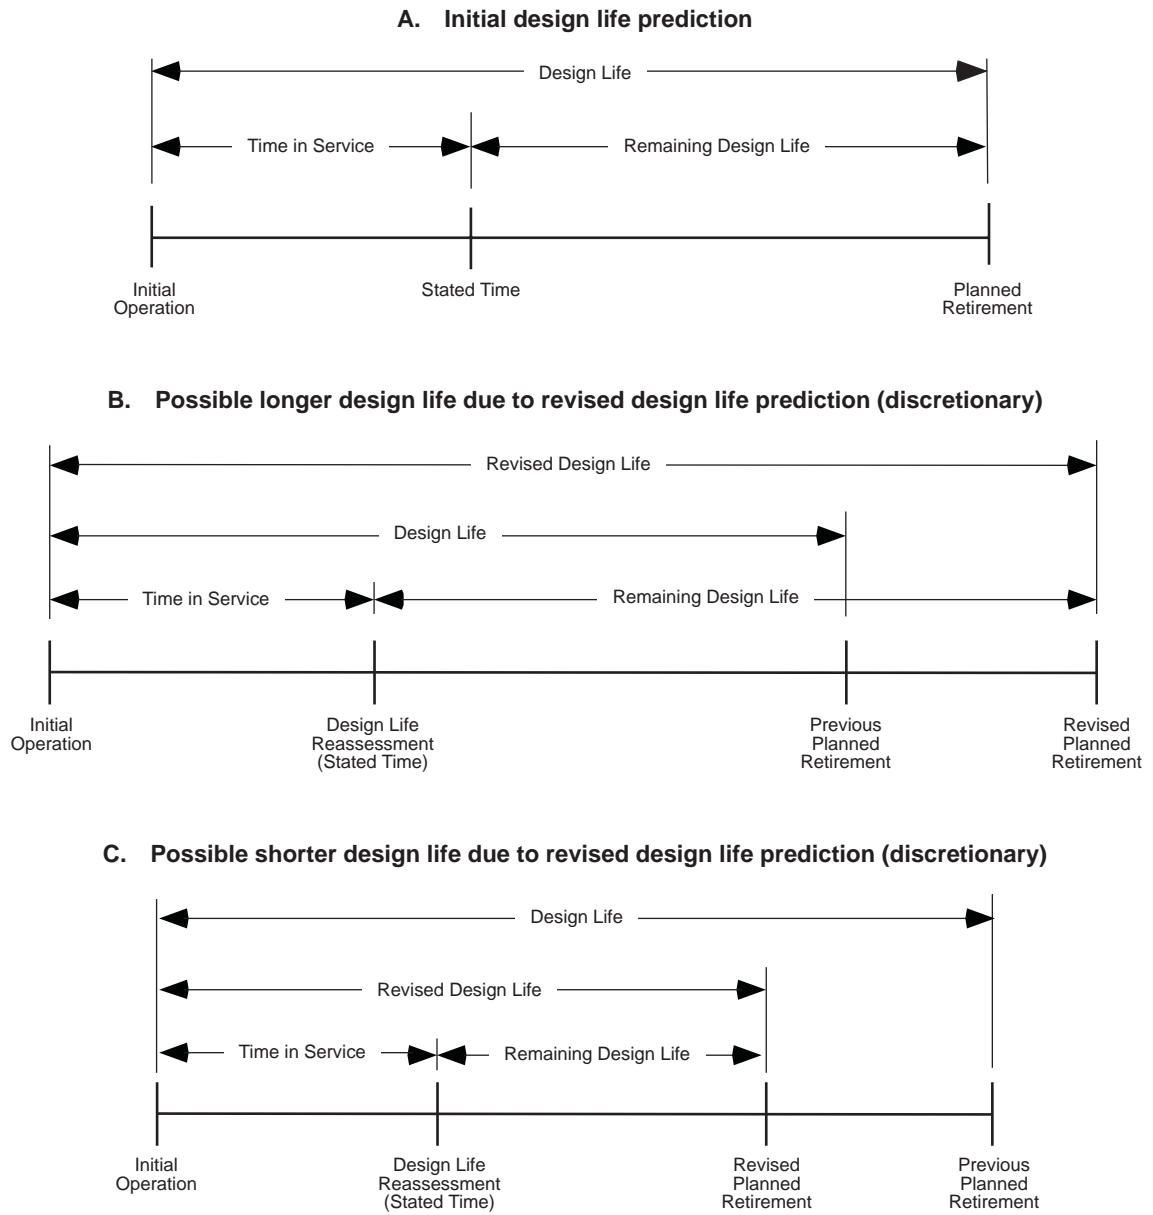 A. Initial design life prediction
Design Life
Time in Service
Remaining Design Life
Initial
Operation
Stated Time
Planned
Retirement
B. Possible longer design life due to revised design life prediction (discretionary)
Revised Design Life
Design Life
Time in Service
Remaining Design Life
Initial
Operation
Design Life
Reassessment
(Stated Time)
Previous
Planned
Retirement
Revised
Planned
Retirement
C. Possible shorter design life due to revised design life prediction (discretionary)
Design Life
Revised Design Life
Time in Service
Remaining Design Life
Initial
Operation
Design Life
Reassessment
(Stated Time)
Revised
Planned
Retirement
Previous
Planned
Retirement